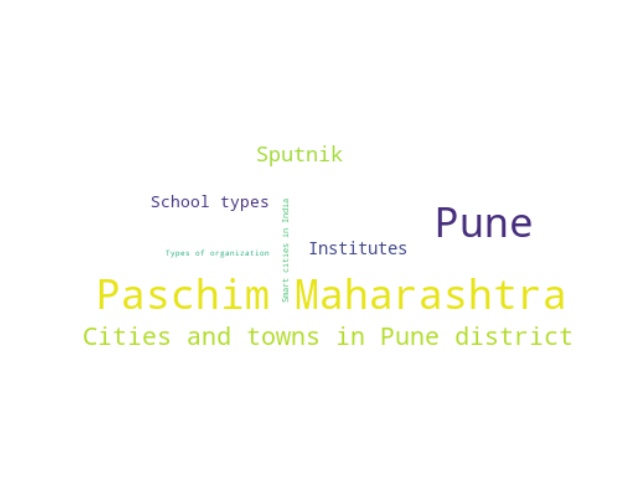 Sputnik
School types
Pune
Smart cities in India
Institutes
Types of organization
Paschim Maharashtra
Cities and towns in Pune district